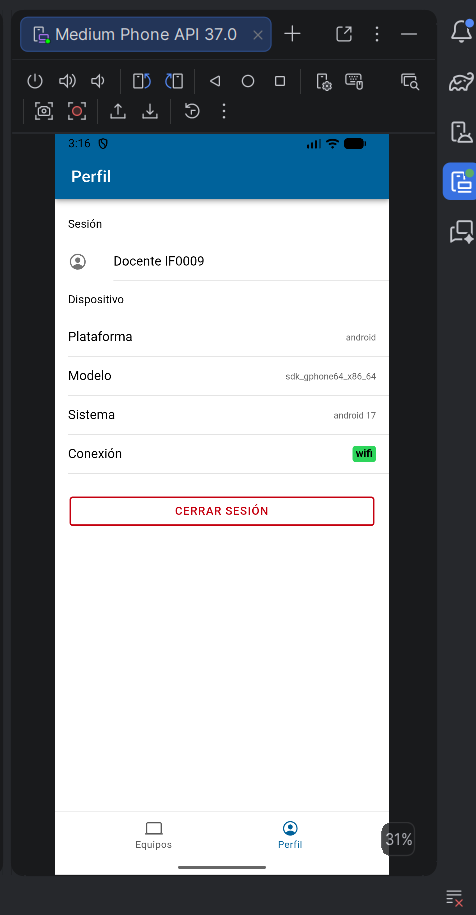 Medium Phone API 37.0
3:16
Perfil
Sesión
Docente IF0009
Dispositivo
Plataforma android
Modelo sdk_gphone64_x86_64
Sistema android 17
Conexión wifi
CERRAR SESIÓN
Equipos Perfil
31%